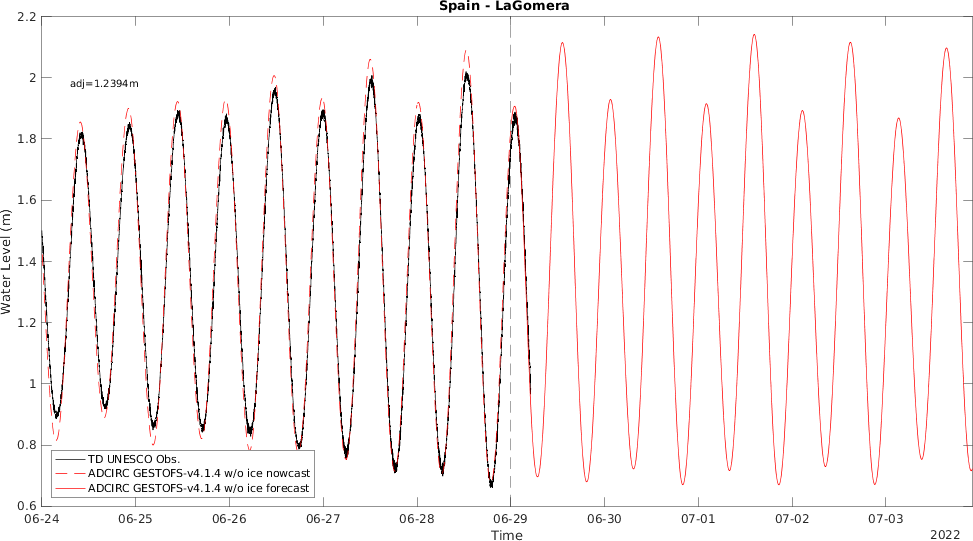 Spain - LaGomera
2.2
2
1.8
1.6
1.4
1.2
1
0.8
0.6
Water Level (m)
adj=1.2394m
TD UNESCO Obs.
ADCIRC GESTOFS-v4.1.4 w/o ice nowcast
ADCIRC GESTOFS-v4.1.4 w/o ice forecast
06-24 06-25 06-26 06-27 06-28 06-29 06-30 07-01 07-02 07-03
Time
2022